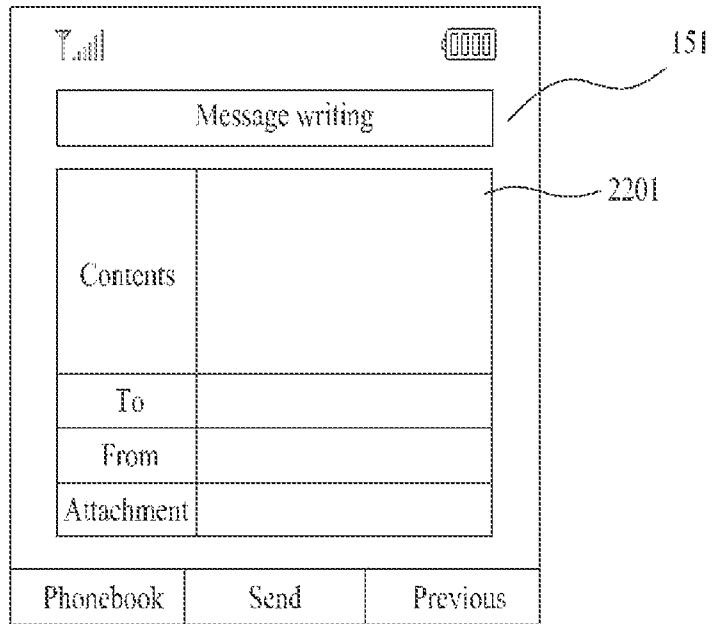 151
Message writing
2201
Contents
To
From
Attachment
Phonebook Send Previous